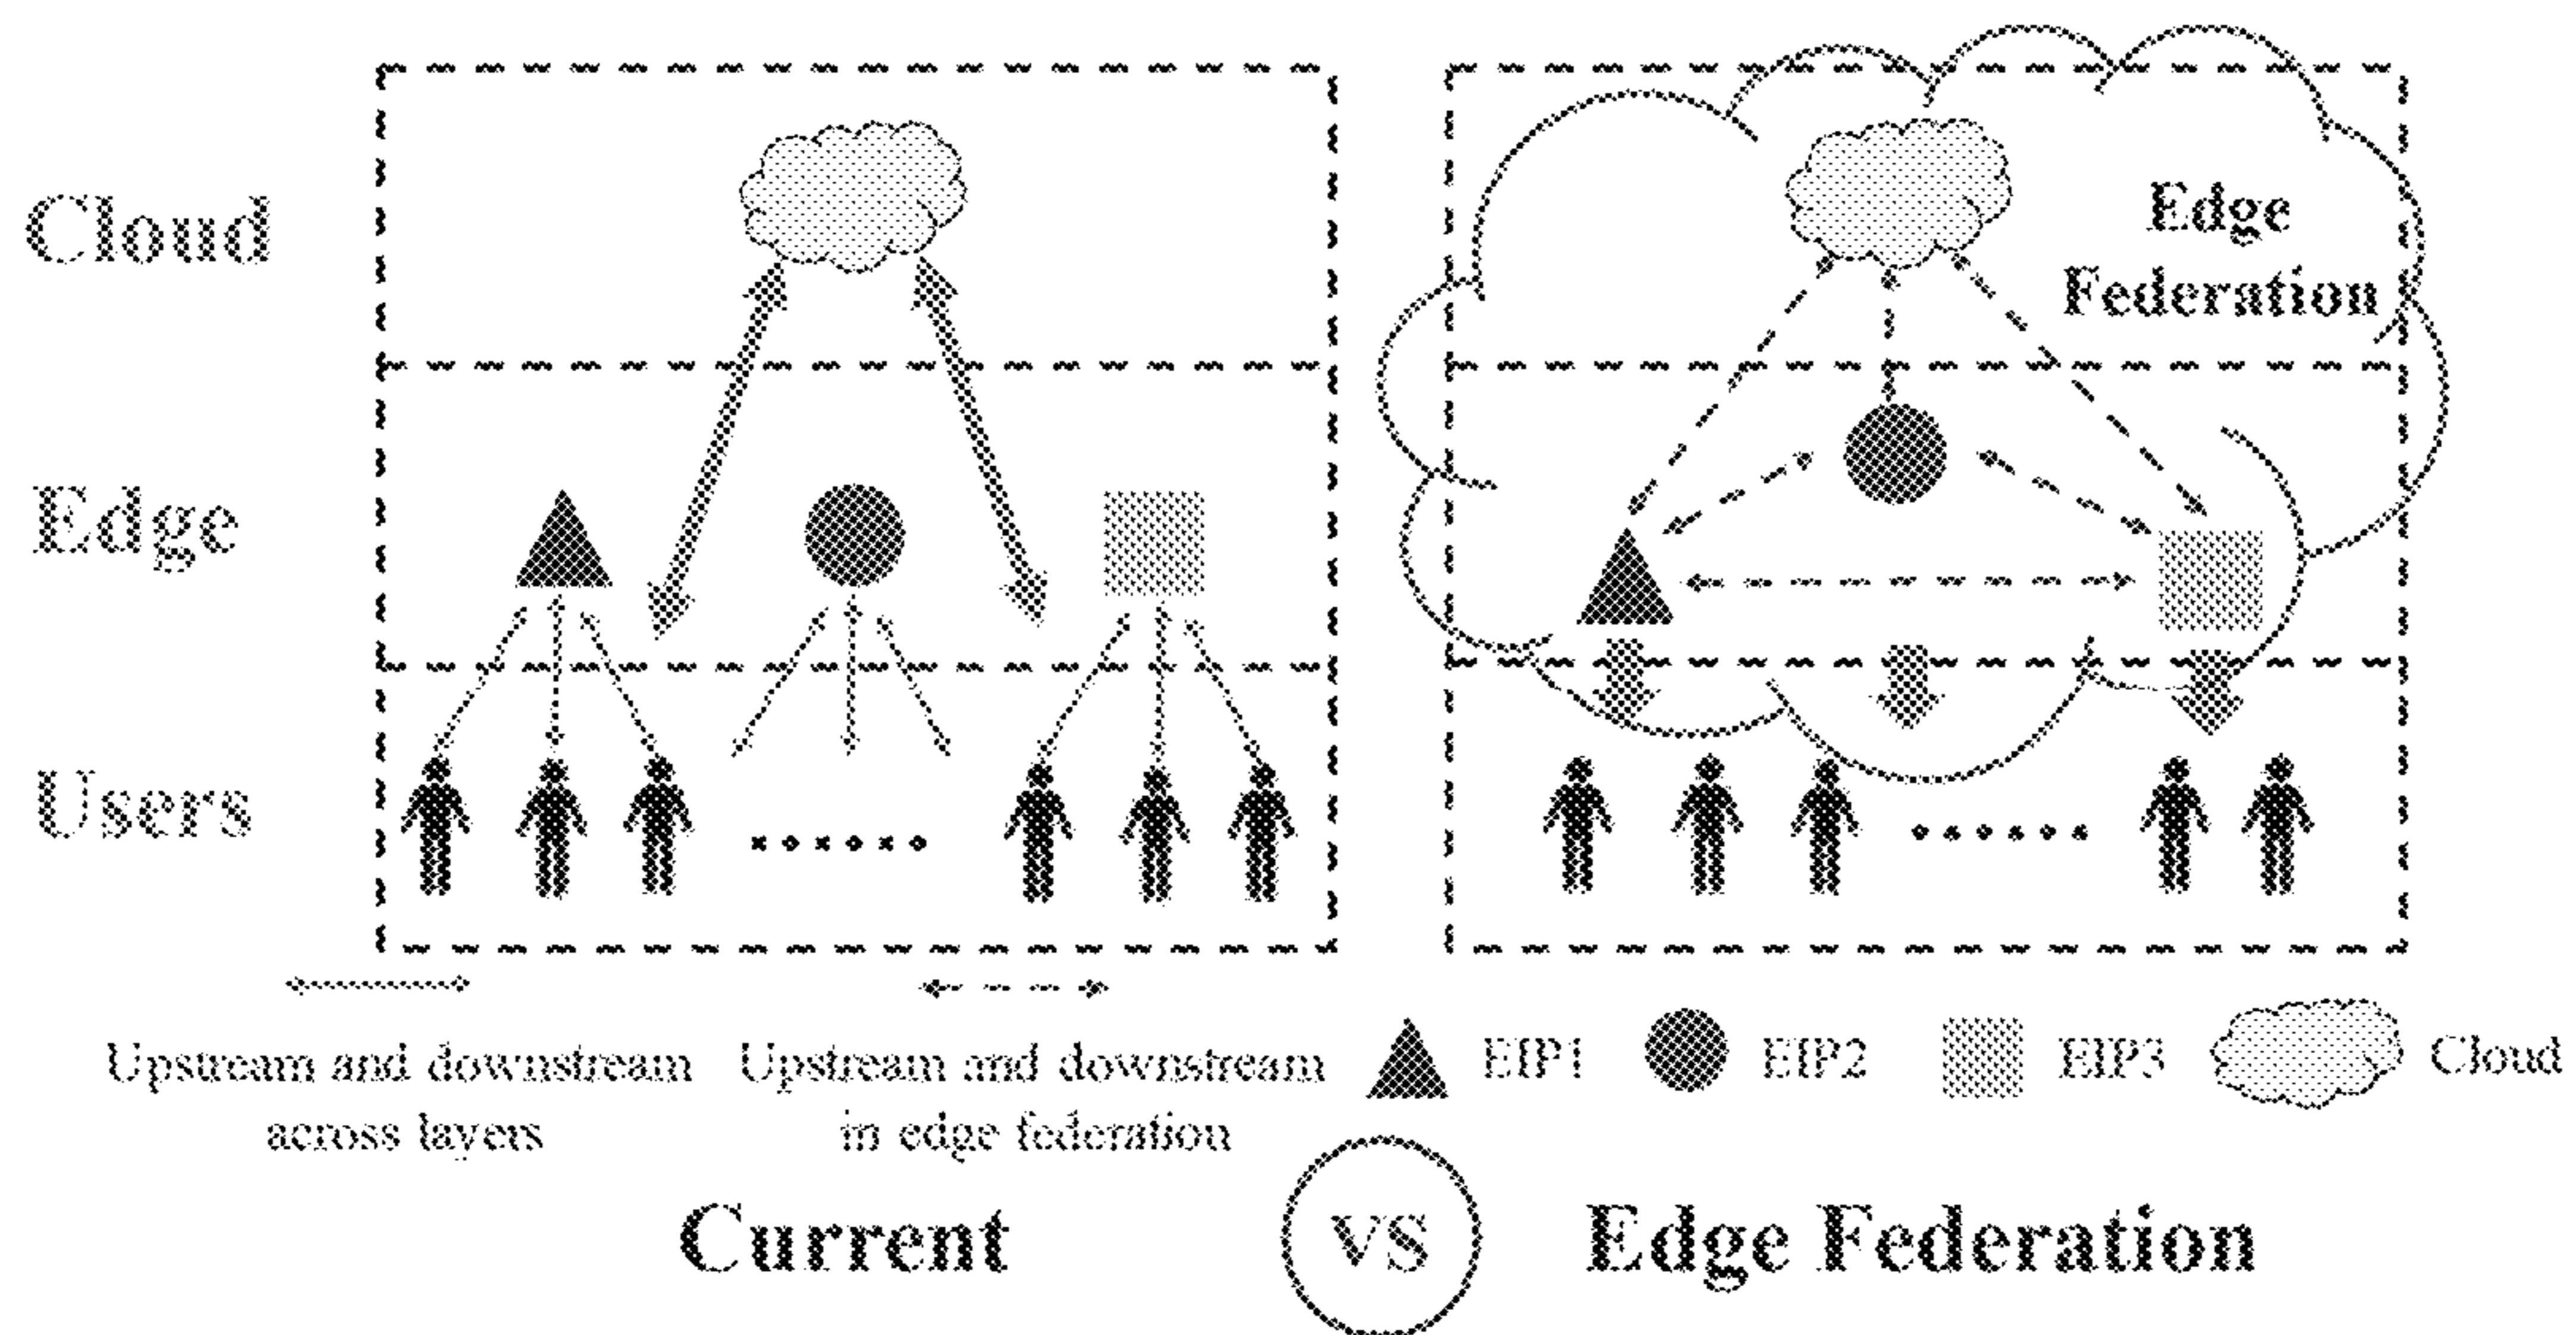 Cloud
Edge
Federation
Edge
Users
Upstream and downstream
across layers
Upstream and downstream
in edge federation
EIP1
EIP2
EIP3
Cloud
Current
VS
Edge Federation